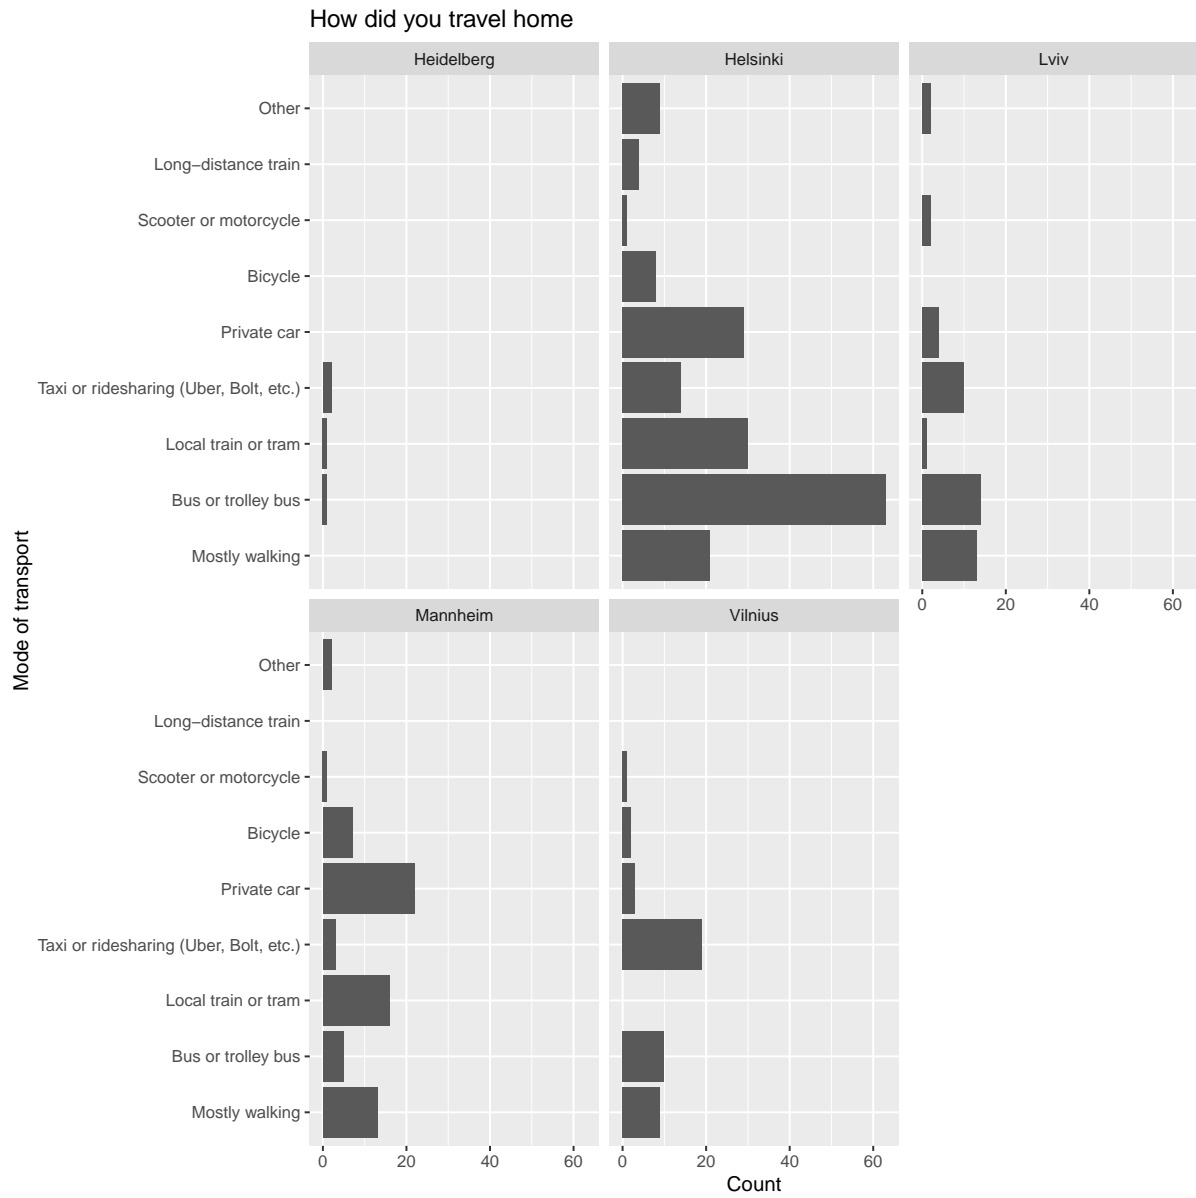 How did you travel home
Heidelberg
Helsinki
Lviv
Other
Long–distance train
Scooter or motorcycle
Bicycle
Private car
Taxi or ridesharing (Uber, Bolt, etc.)
Local train or tram
Bus or trolley bus
Mostly walking
0 20 40 60
Mannheim
Vilnius
Other
Long–distance train
Scooter or motorcycle
Bicycle
Private car
Taxi or ridesharing (Uber, Bolt, etc.)
Local train or tram
Bus or trolley bus
Mostly walking
0 20 40 60
0 20 40 60
Count
Mode of transport